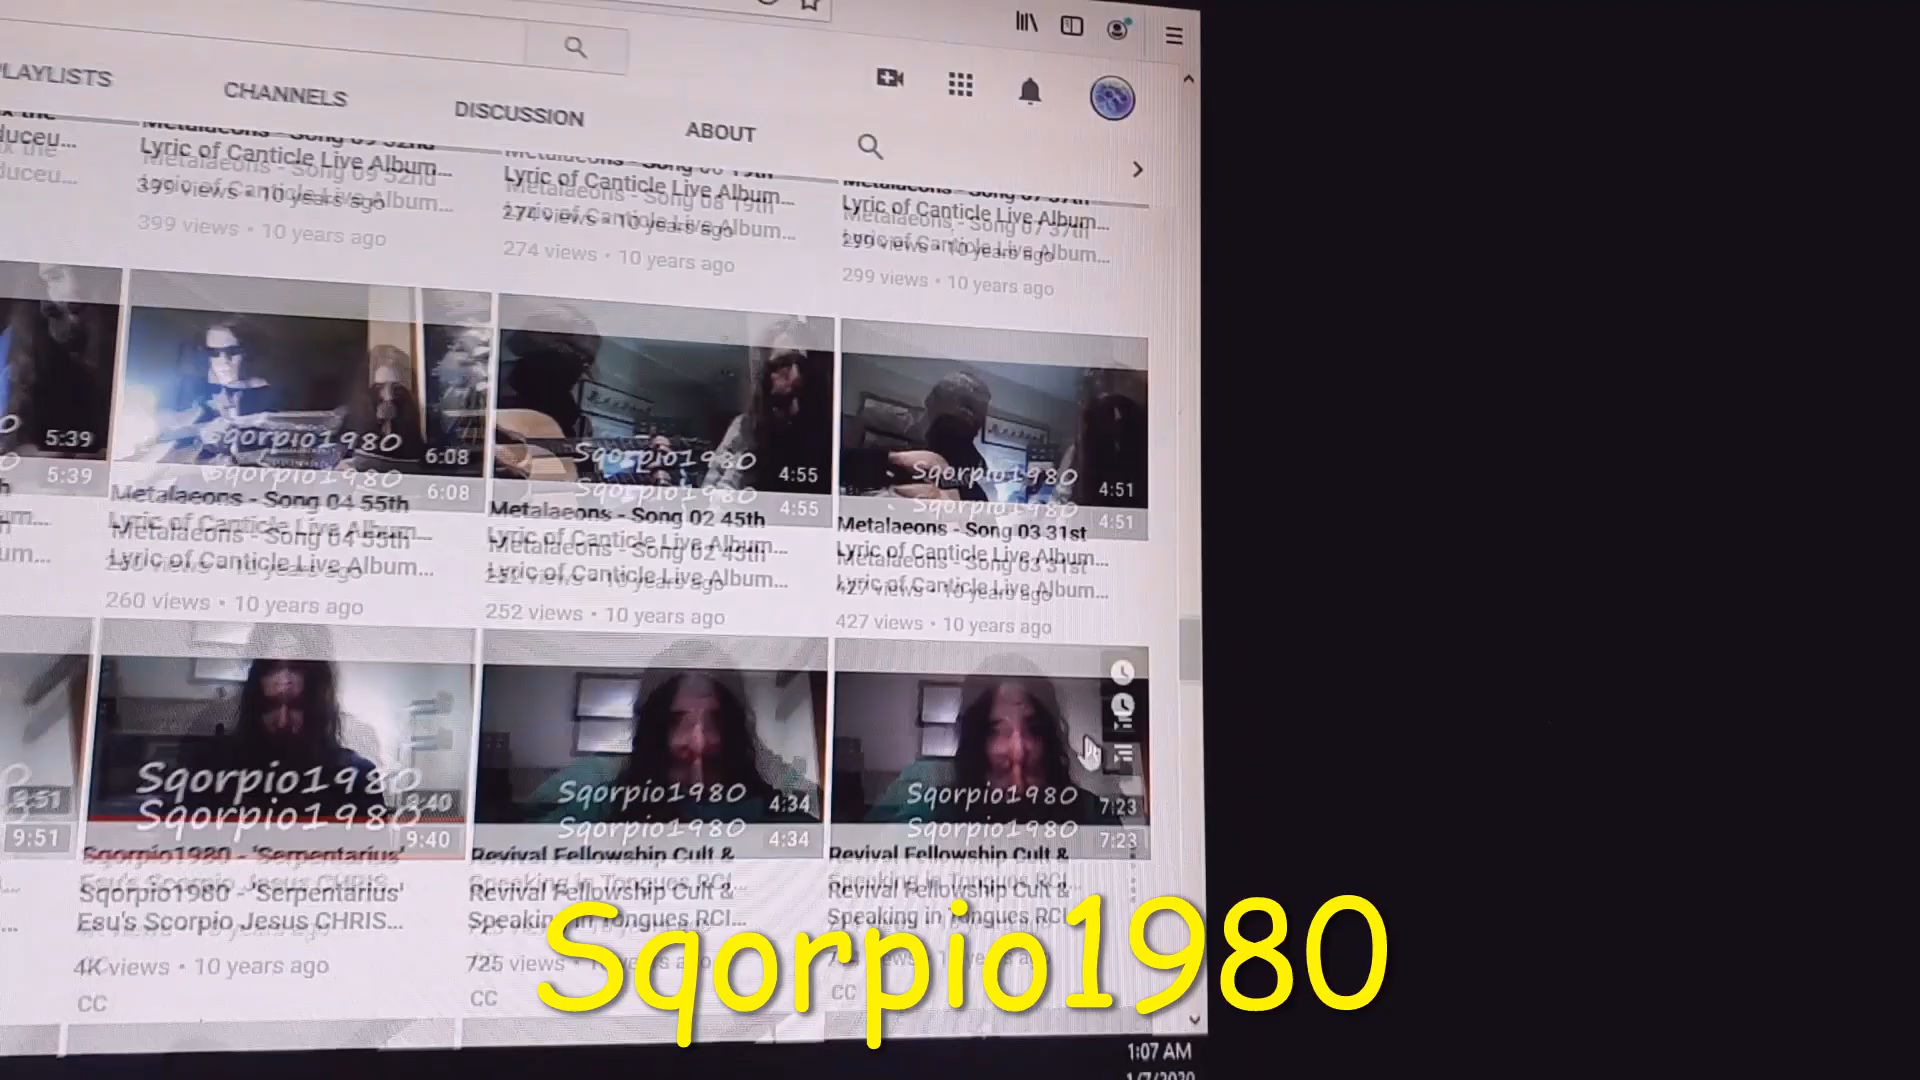 PLAYLISTS
CHANNELS
DISCUSSION
ABOUT
Lyric of Canticle Live Album...
399 views • 10 years ago
Lyric of Canticle Live Album...
274 views • 10 years ago
Lyric of Canticle Live Album...
299 views • 10 years ago
5:39
Sqorpio1980
6:08
Sqorpio1980
4:55
Sqorpio1980
4:51
Metalaeons - Song 04 55th
Lyric of Canticle Live Album...
260 views • 10 years ago
Metalaeons - Song 02 45th
Lyric of Canticle Live Album...
252 views • 10 years ago
Metalaeons - Song 03 31st
Lyric of Canticle Live Album...
427 views • 10 years ago
9:51
Sqorpio1980
9:40
Sqorpio1980
4:34
Sqorpio1980
7:23
Sqorpio1980 - 'Serpentarius'
Esu's Scorpio Jesus CHRIS...
4K views • 10 years ago
CC
Revival Fellowship Cult &
Speaking in Tongues RCI...
725 views
CC
Revival Fellowship Cult &
Speaking in Tongues RCI...
CC
Sqorpio1980
1:07 AM
1/7/2020